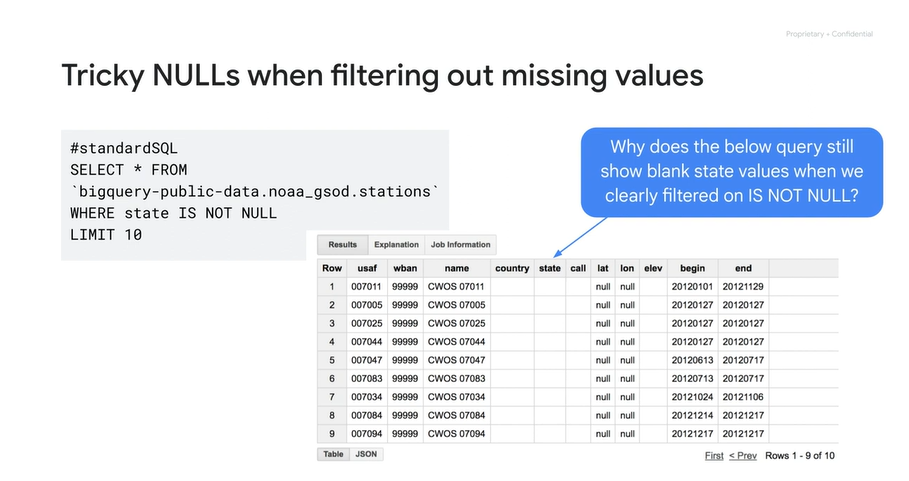 Proprietary + Confidential
Tricky NULLs when filtering out missing values
#standardSQL
SELECT * FROM
`bigquery-public-data.noaa_gsod.stations`
WHERE state IS NOT NULL
LIMIT 10
Why does the below query still
show blank state values when we
clearly filtered on IS NOT NULL?
Results Explanation Job Information
Row usaf wban name country state call lat lon elev begin end
1 007011 99999 CWOS 07011 null null 20120101 20121129
2 007005 99999 CWOS 07005 null null 20120127 20120127
3 007025 99999 CWOS 07025 null null 20120127 20120127
4 007044 99999 CWOS 07044 null null 20120127 20120127
5 007047 99999 CWOS 07047 null null 20120613 20120717
6 007083 99999 CWOS 07083 null null 20120713 20120717
7 007034 99999 CWOS 07034 null null 20121024 20121106
8 007084 99999 CWOS 07084 null null 20121214 20121217
9 007094 99999 CWOS 07094 null null 20121217 20121217
Table JSON First < Prev Rows 1 - 9 of 10